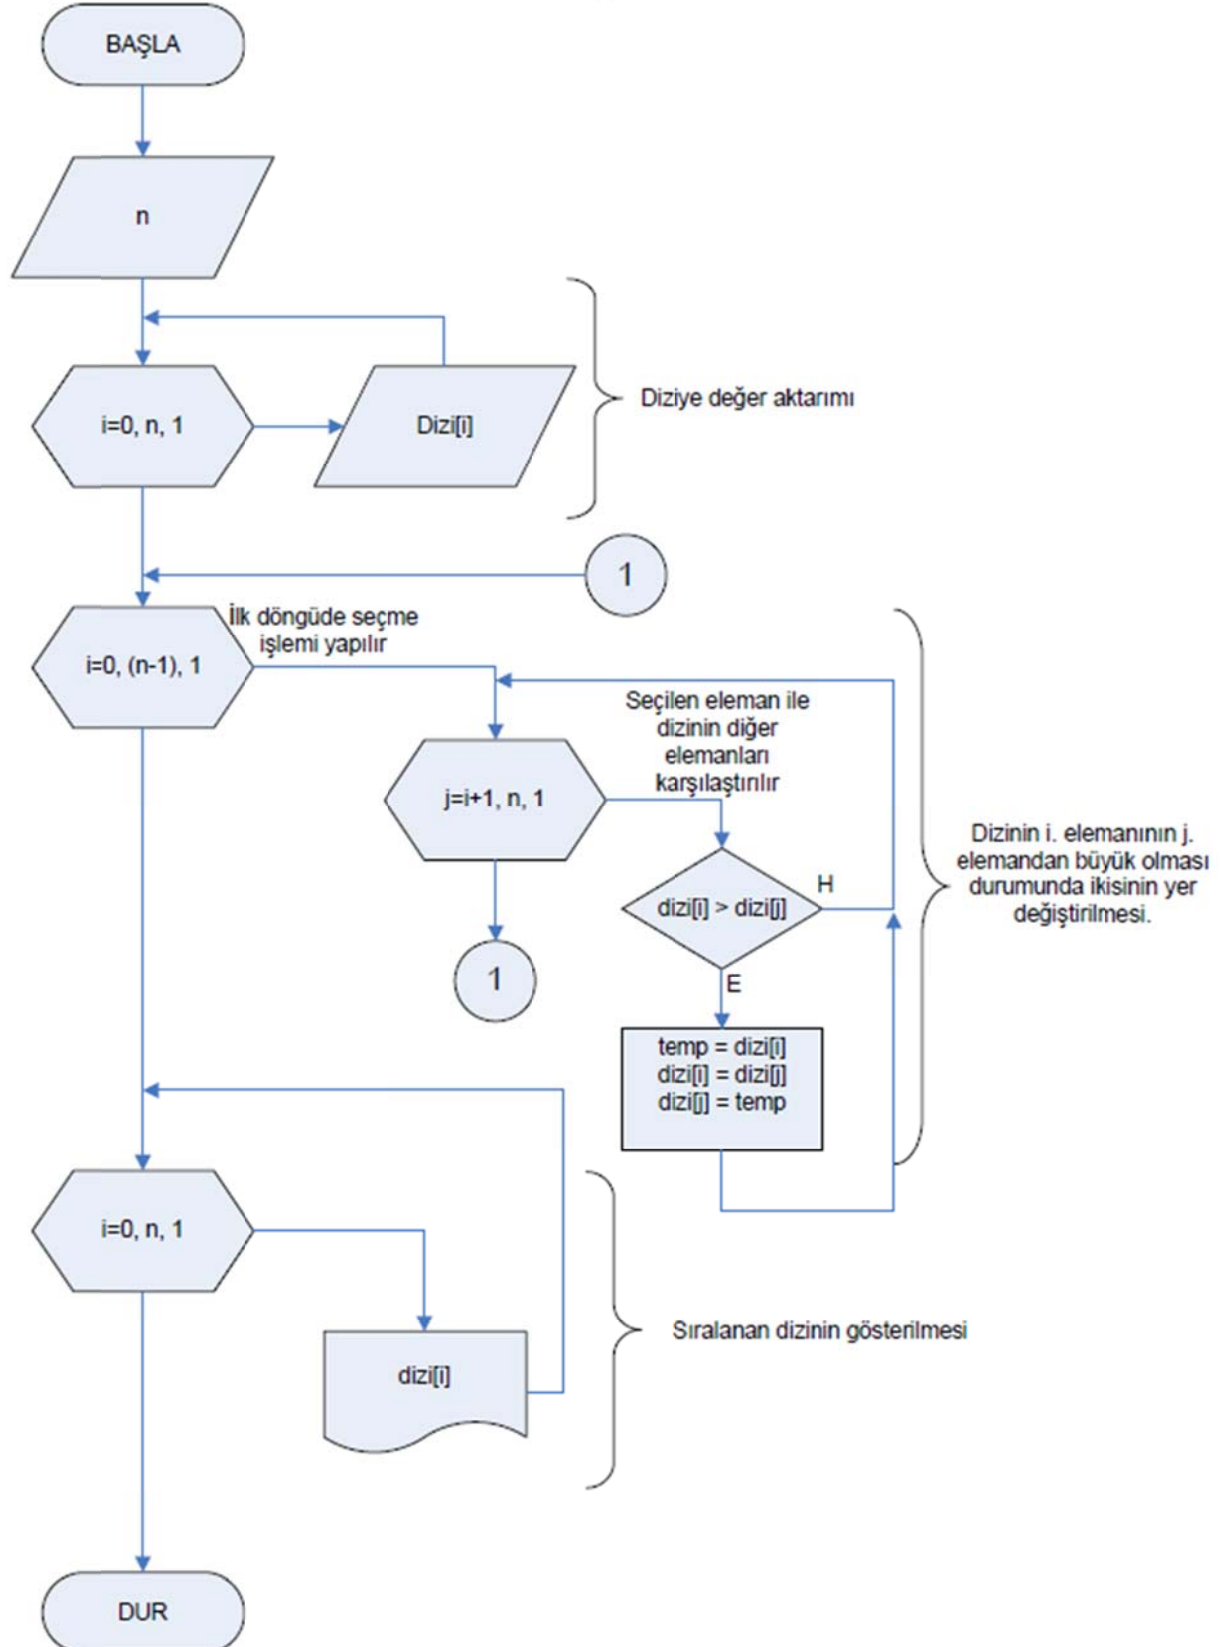 BAŞLA
n
i=0, n, 1
Dizi[i]
Diziye değer aktarımı
1
i=0, (n-1), 1
İlk döngüde seçme
işlemi yapılır
Seçilen eleman ile
dizinin diğer
elemanları
karşılaştırılır
j=i+1, n, 1
dizi[i] > dizi[j]
H
E
Dizinin i. elemanının j.
elemandan büyük olması
durumunda ikisinin yer
değiştirilmesi.
1
temp = dizi[i]
dizi[i] = dizi[j]
dizi[j] = temp
i=0, n, 1
dizi[i]
Sıralanan dizinin gösterilmesi
DUR